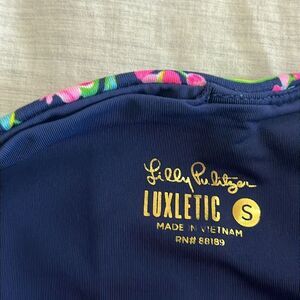 Lilly Pulitzer
LUXLETIC S
MADE IN VIETNAM
RN# 88189